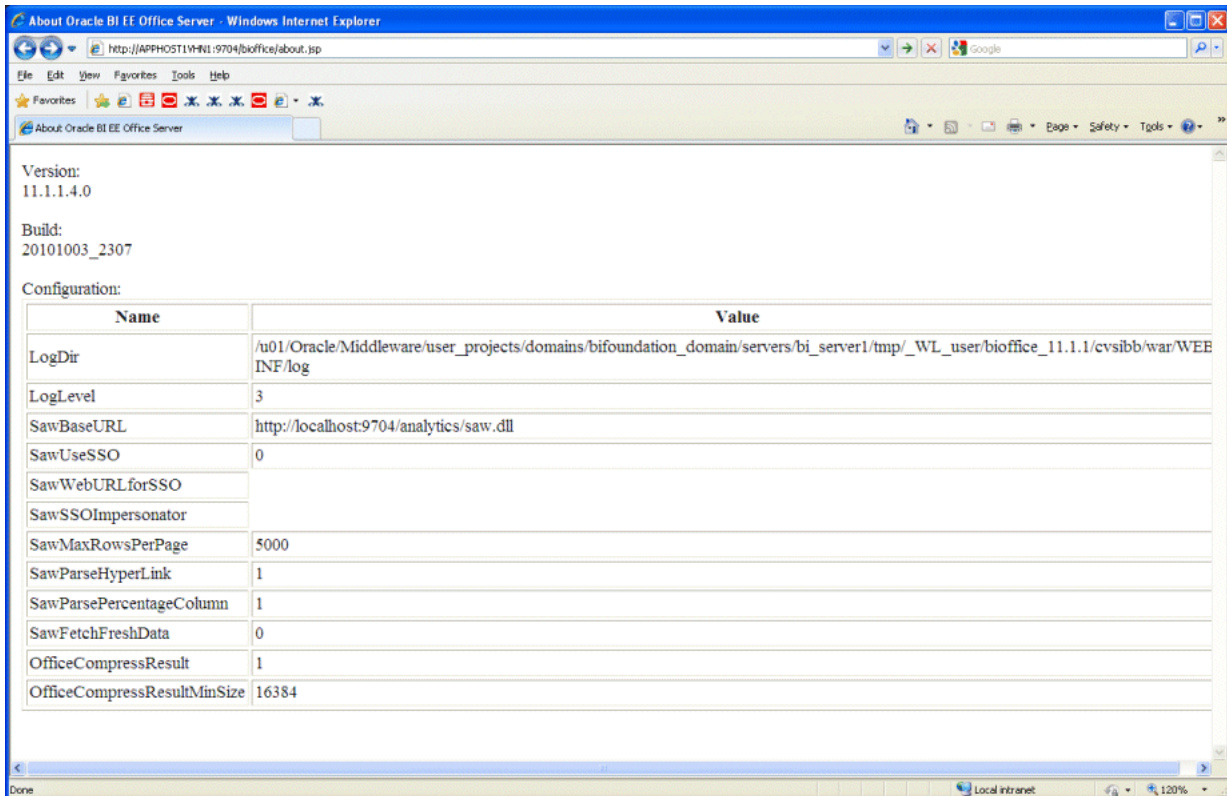 About Oracle BI EE Office Server - Windows Internet Explorer
http://APPHOST1VHN1:9704/bioffice/about.jsp
Google
File Edit View Favorites Tools Help
Favorites
About Oracle BI EE Office Server
Page Safety Tools
Version:
11.1.1.4.0
Build:
20101003_2307
Configuration:
Name Value
LogDir /u01/Oracle/Middleware/user_projects/domains/bifoundation_domain/servers/bi_server1/tmp/_WL_user/bioffice_11.1.1/cvsibb/war/WEB
INF/log
LogLevel 3
SawBaseURL http://localhost:9704/analytics/saw.dll
SawUseSSO 0
SawWebURLforSSO
SawSSOImpersonator
SawMaxRowsPerPage 5000
SawParseHyperLink 1
SawParsePercentageColumn 1
SawFetchFreshData 0
OfficeCompressResult 1
OfficeCompressResultMinSize 16384
Done Local intranet 120%